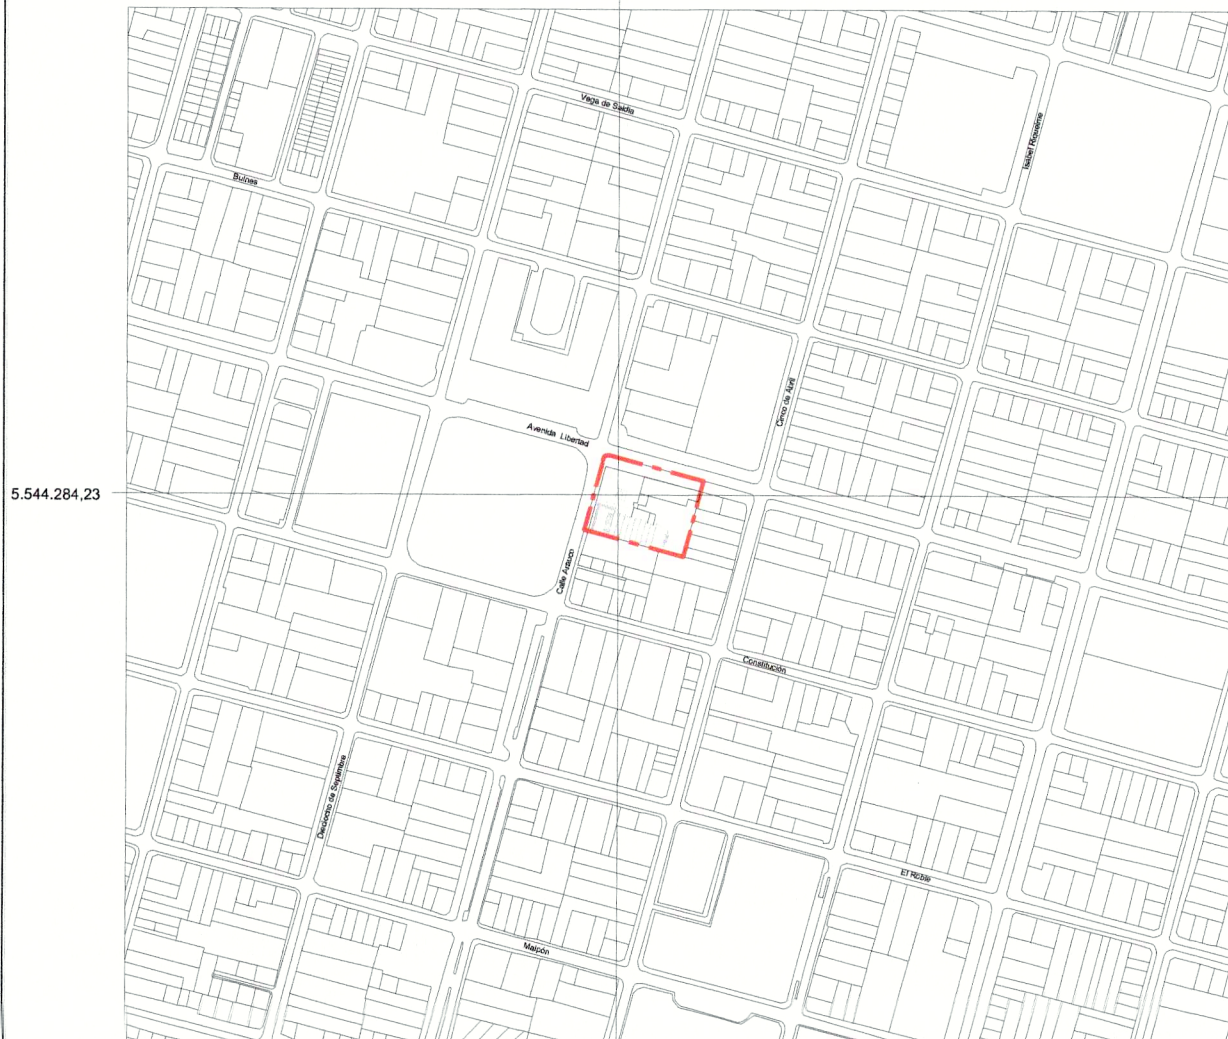 Vega de Saldía
Isabel Riquelme
Bulnes
Cinco de Abril
Avenida Libertad
5.544.284,23
Calle Arauco
Constitución
Dieciocho de Septiembre
El Roble
Maipón